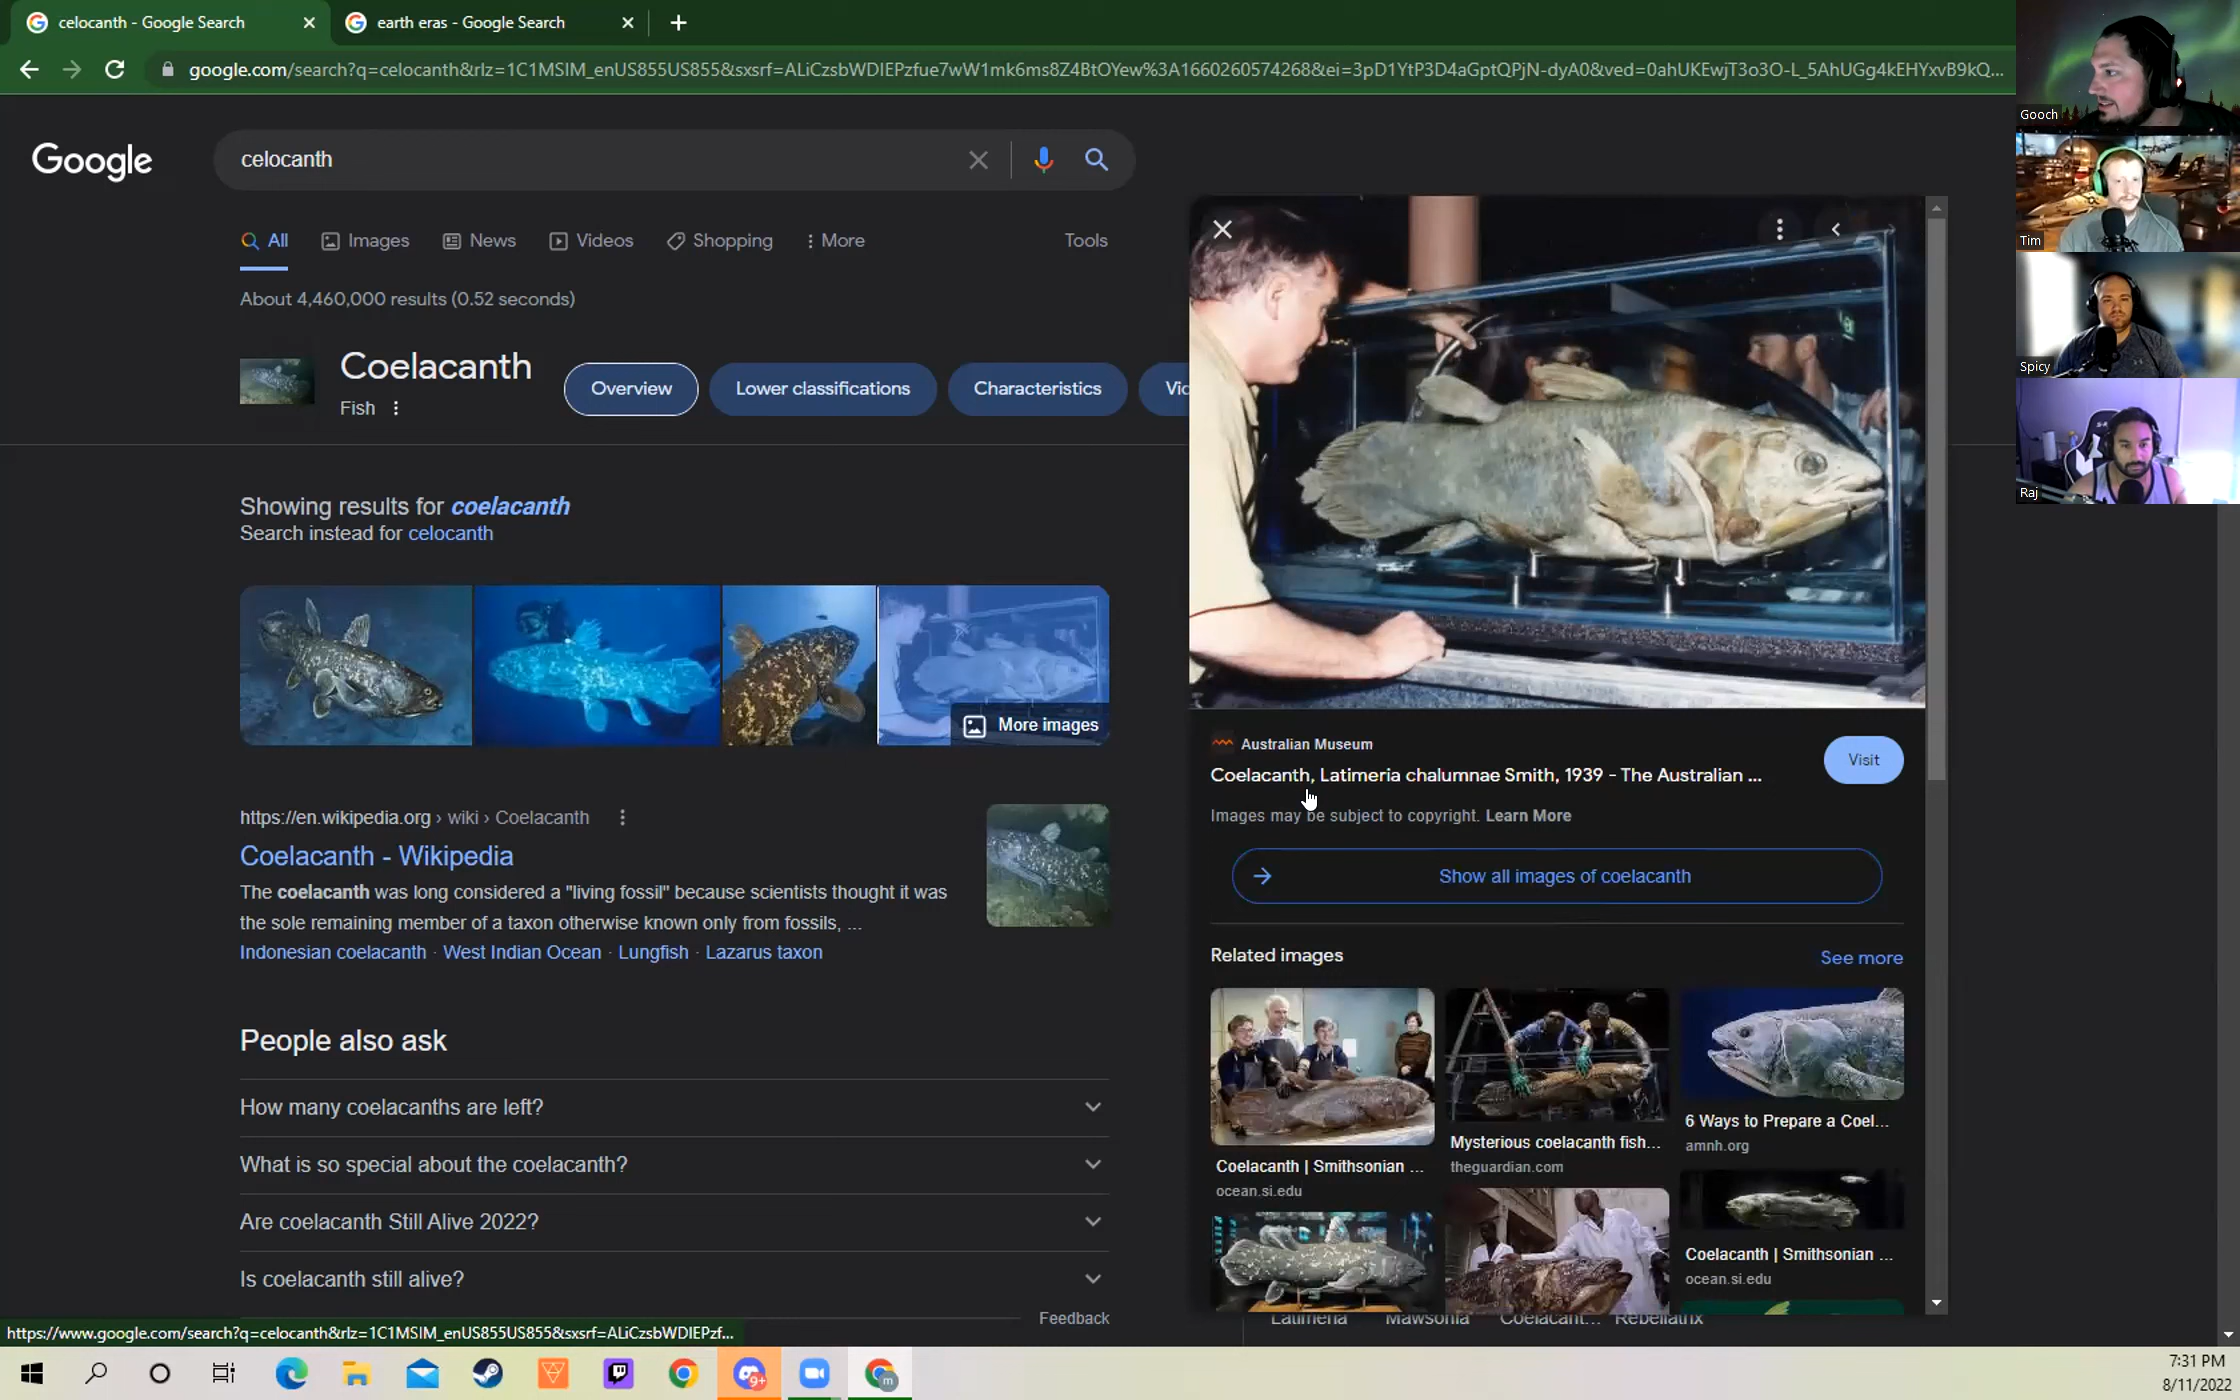 celocanth - Google Search
earth eras - Google Search
google.com/search?q=celocanth&rlz=1C1MSIM_enUS855US855&sxsrf=ALiCzsbWDIEPzfue7wW1mk6ms8Z4BtOYew%3A1660260574268&ei=3pD1YtP3D4aGptQPjN-dyA0&ved=0ahUKEwjT3o3O-L_5AhUGg4kEHYxvB9kQ...
Gooch
Tim
Spicy
Raj
Google
celocanth
All Images News Videos Shopping More Tools
About 4,460,000 results (0.52 seconds)
Coelacanth
Fish
Overview Lower classifications Characteristics Vic
Showing results for coelacanth
Search instead for celocanth
More images
https://en.wikipedia.org › wiki › Coelacanth
Coelacanth - Wikipedia
The coelacanth was long considered a "living fossil" because scientists thought it was
the sole remaining member of a taxon otherwise known only from fossils, ...
Indonesian coelacanth · West Indian Ocean · Lungfish · Lazarus taxon
People also ask
How many coelacanths are left?
What is so special about the coelacanth?
Are coelacanth Still Alive 2022?
Is coelacanth still alive?
Feedback
Australian Museum
Coelacanth, Latimeria chalumnae Smith, 1939 - The Australian ...
Visit
Images may be subject to copyright. Learn More
Show all images of coelacanth
Related images
See more
Coelacanth | Smithsonian ...
ocean.si.edu
Mysterious coelacanth fish...
theguardian.com
6 Ways to Prepare a Coel...
amnh.org
Coelacanth | Smithsonian ...
ocean.si.edu
Latimeria Mawsonia Coelacant... Rebellatrix
https://www.google.com/search?q=celocanth&rlz=1C1MSIM_enUS855US855&sxsrf=ALiCzsbWDIEPzf...
9+
m
7:31 PM
8/11/2022